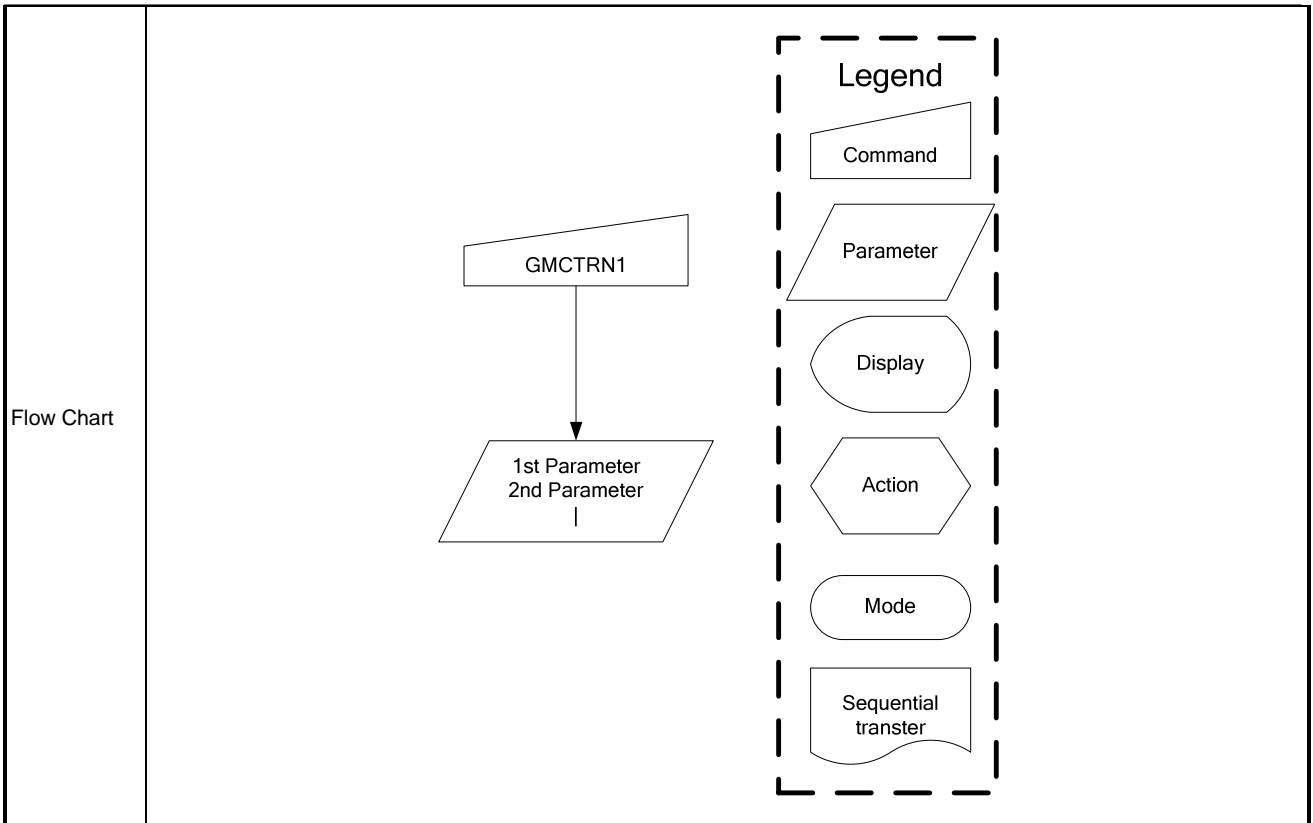 Flow Chart
GMCTRN1
1st Parameter
2nd Parameter
|
Legend
Command
Parameter
Display
Action
Mode
Sequential
transter